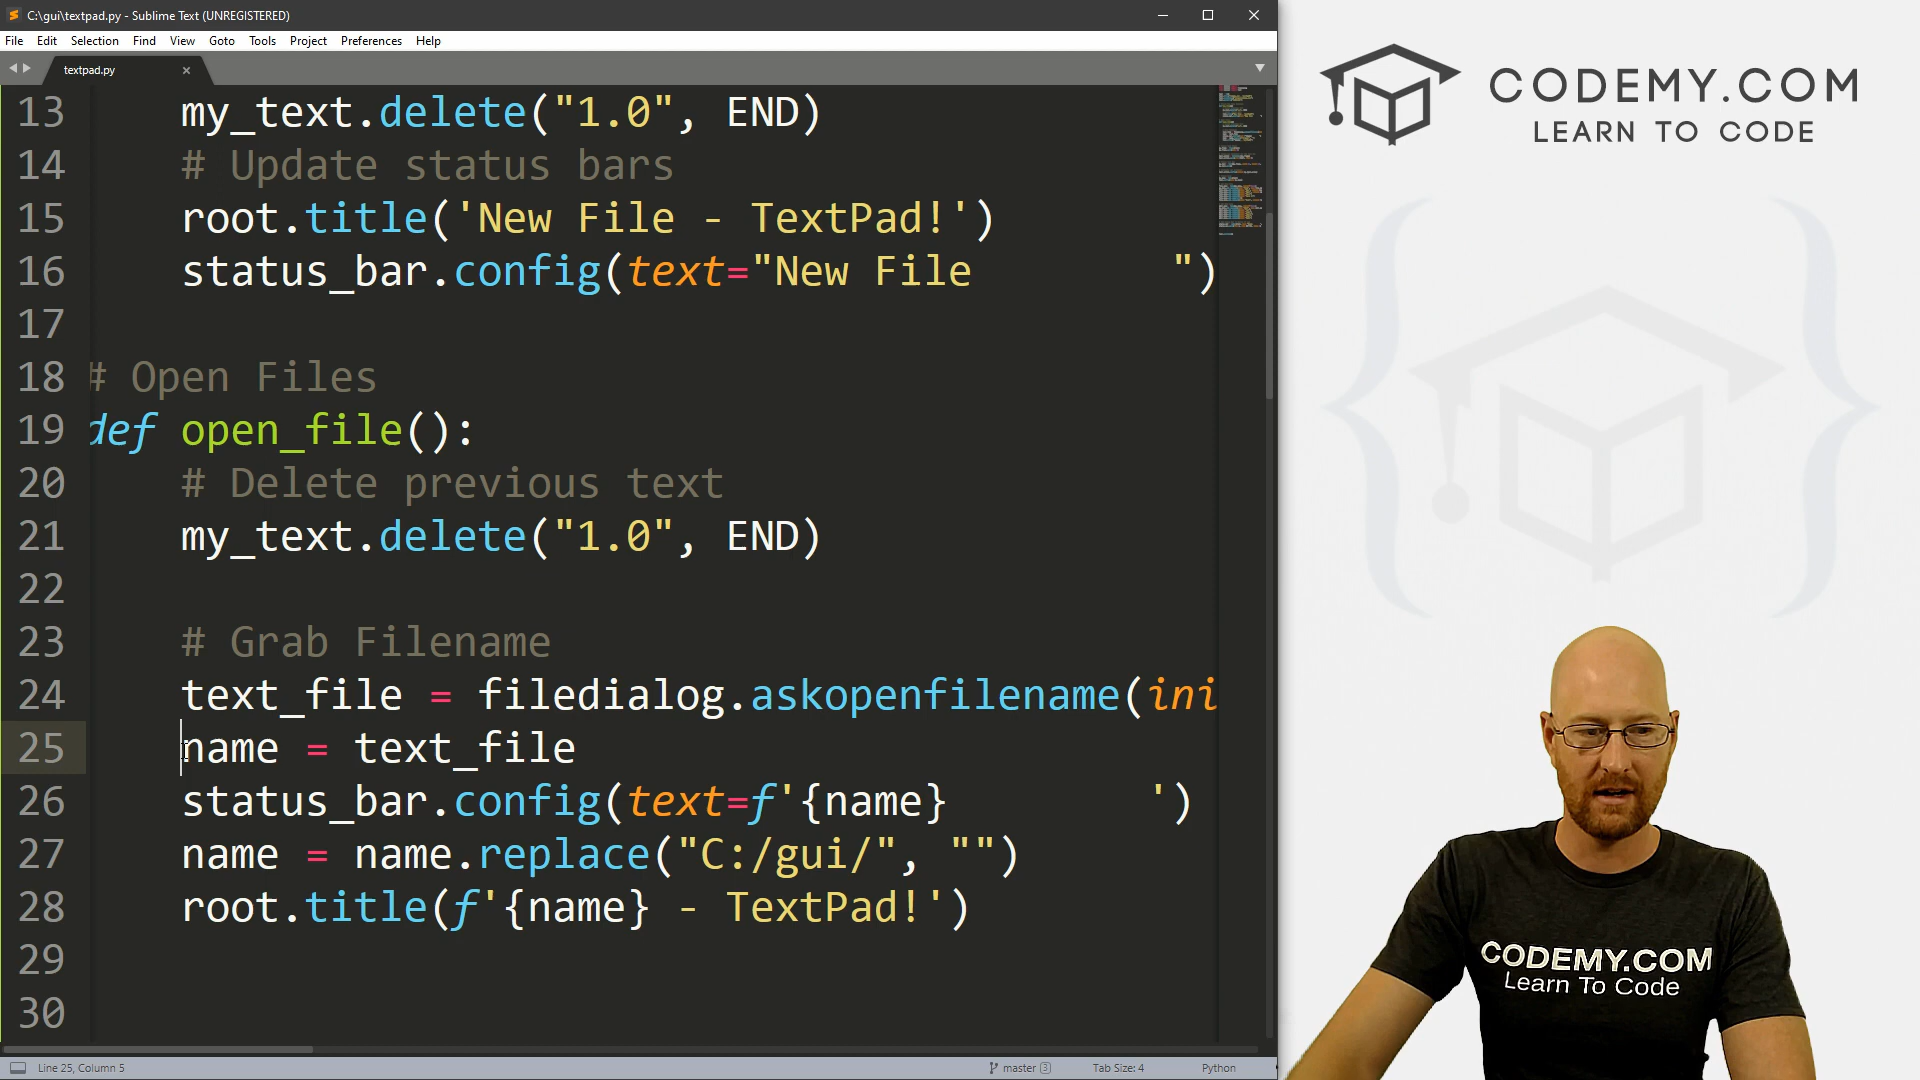 C:\gui\textpad.py - Sublime Text (UNREGISTERED)
File Edit Selection Find View Goto Tools Project Preferences Help
textpad.py
13 my_text.delete("1.0", END)
14 # Update status bars
15 root.title('New File - TextPad!')
16 status_bar.config(text="New File        ")
17
18 # Open Files
19 def open_file():
20 # Delete previous text
21 my_text.delete("1.0", END)
22
23 # Grab Filename
24 text_file = filedialog.askopenfilename(ini
25 name = text_file
26 status_bar.config(text=f'{name}        ')
27 name = name.replace("C:/gui/", "")
28 root.title(f'{name} - TextPad!')
29
30
Line 25, Column 5
master 3
Tab Size: 4
Python
CODEMY.COM
LEARN TO CODE
CODEMY.COM
Learn To Code